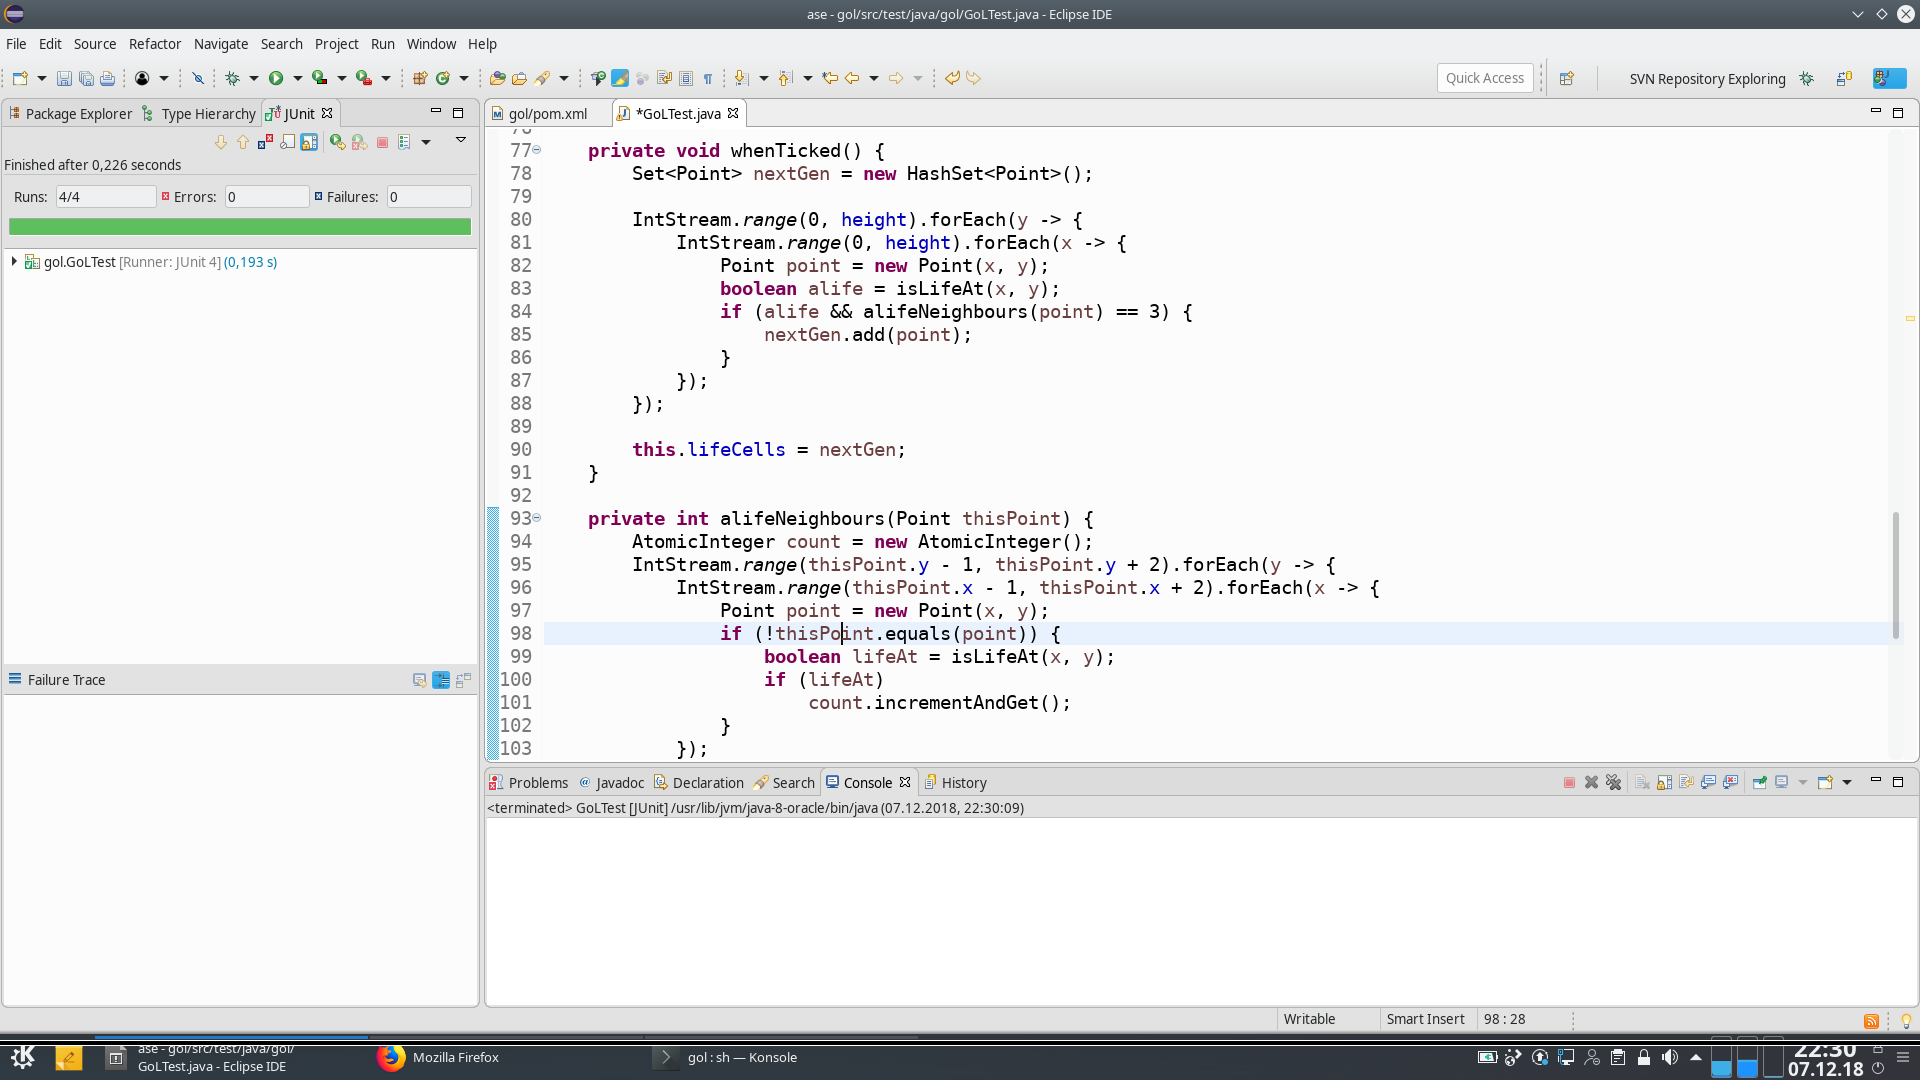 ase - gol/src/test/java/gol/GoLTest.java - Eclipse IDE
File Edit Source Refactor Navigate Search Project Run Window Help
Quick Access
SVN Repository Exploring
Package Explorer Type Hierarchy JUnit
gol/pom.xml *GoLTest.java
Finished after 0,226 seconds
Runs: 4/4 Errors: 0 Failures: 0
gol.GoLTest [Runner: JUnit 4] (0,193 s)
Failure Trace
76
77 private void whenTicked() {
78 Set<Point> nextGen = new HashSet<Point>();
79
80 IntStream.range(0, height).forEach(y -> {
81 IntStream.range(0, height).forEach(x -> {
82 Point point = new Point(x, y);
83 boolean alife = isLifeAt(x, y);
84 if (alife && alifeNeighbours(point) == 3) {
85 nextGen.add(point);
86 }
87 });
88 });
89
90 this.lifeCells = nextGen;
91 }
92
93 private int alifeNeighbours(Point thisPoint) {
94 AtomicInteger count = new AtomicInteger();
95 IntStream.range(thisPoint.y - 1, thisPoint.y + 2).forEach(y -> {
96 IntStream.range(thisPoint.x - 1, thisPoint.x + 2).forEach(x -> {
97 Point point = new Point(x, y);
98 if (!thisPoint.equals(point)) {
99 boolean lifeAt = isLifeAt(x, y);
100 if (lifeAt)
101 count.incrementAndGet();
102 }
103 });
Problems Javadoc Declaration Search Console History
<terminated> GoLTest [JUnit] /usr/lib/jvm/java-8-oracle/bin/java (07.12.2018, 22:30:09)
Writable Smart Insert 98 : 28
ase - gol/src/test/java/gol/
GoLTest.java - Eclipse IDE
Mozilla Firefox
gol : sh — Konsole
22:30
07.12.18